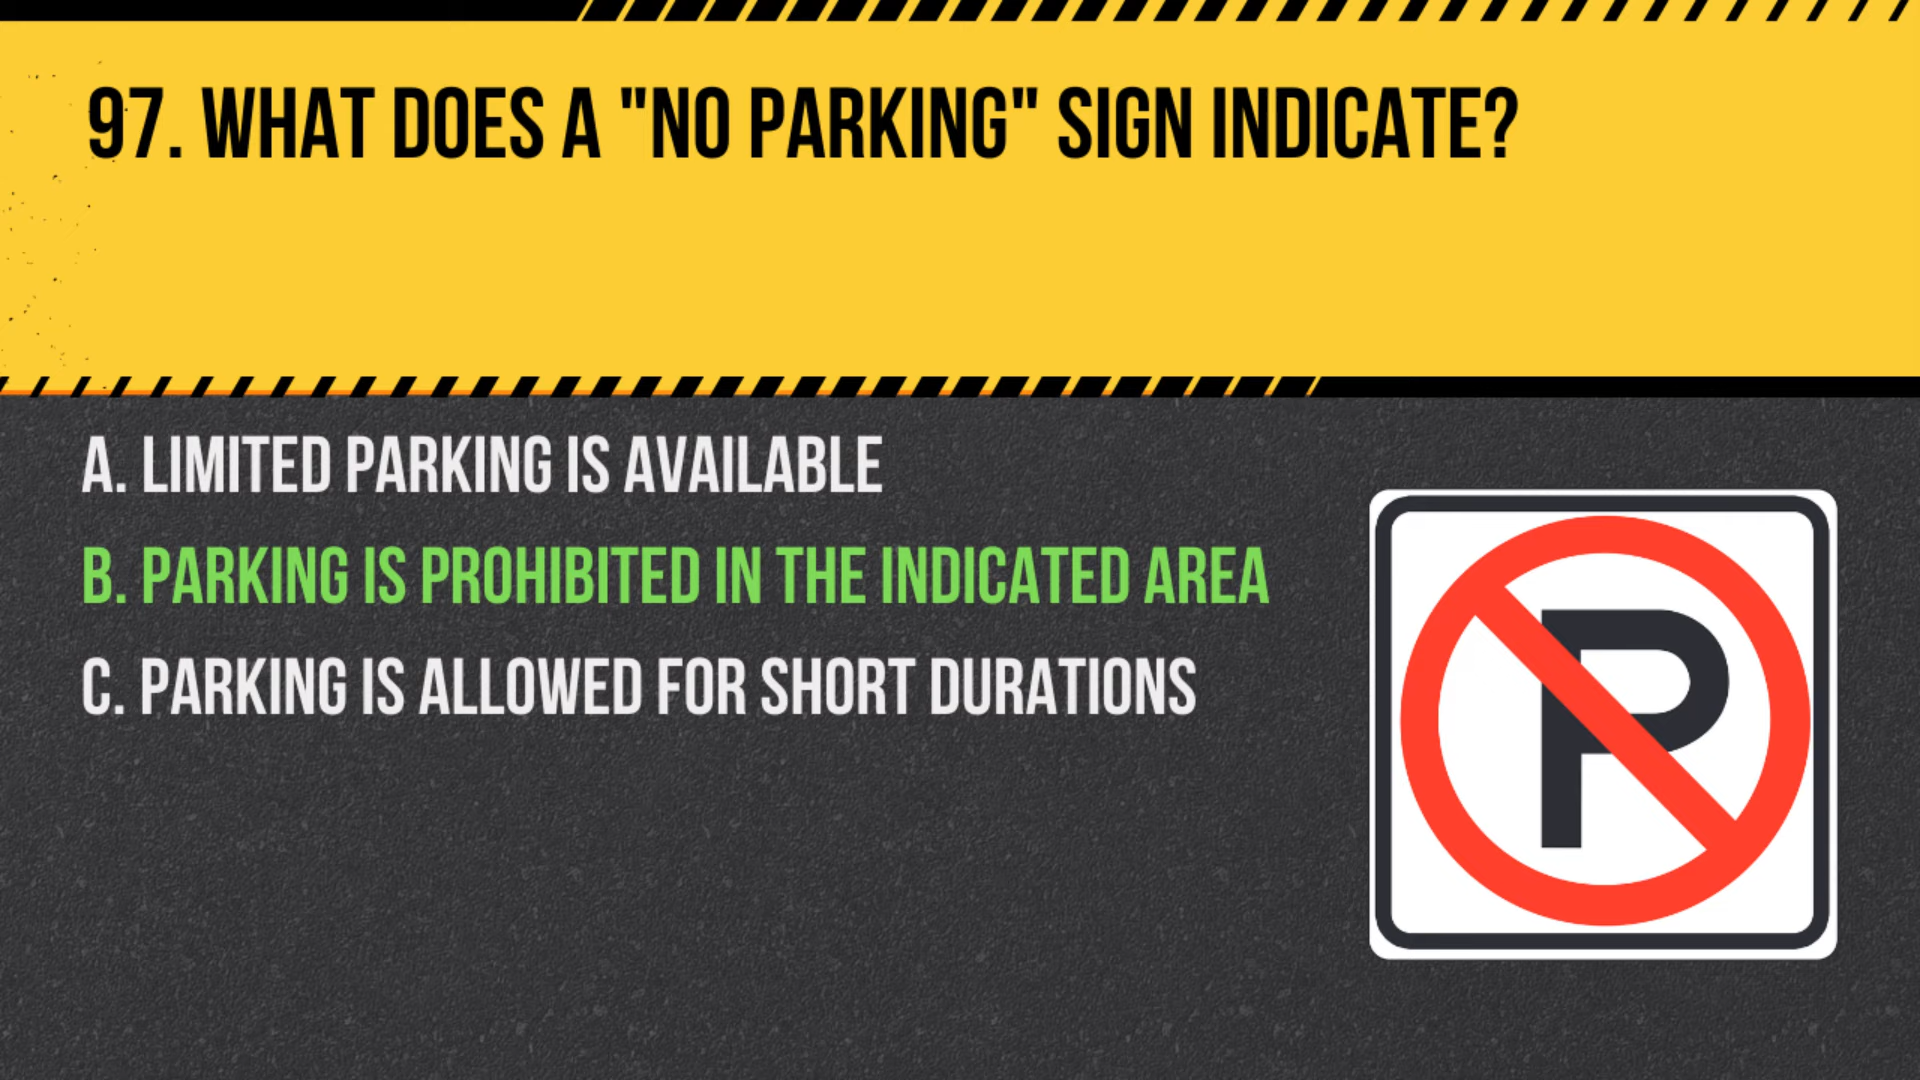 97. WHAT DOES A "NO PARKING" SIGN INDICATE?
A. LIMITED PARKING IS AVAILABLE
B. PARKING IS PROHIBITED IN THE INDICATED AREA
C. PARKING IS ALLOWED FOR SHORT DURATIONS
P